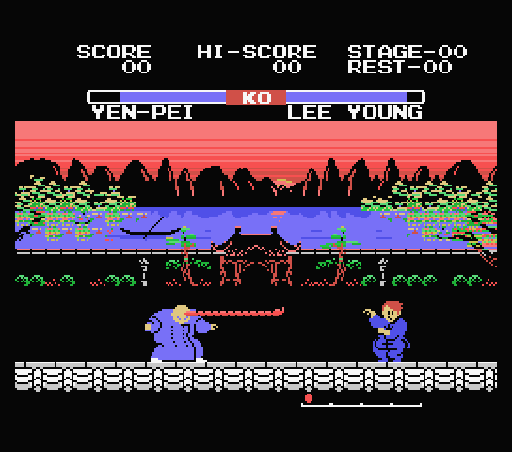 SCORE HI-SCORE STAGE-00
00 00 REST-00
KO
YEN-PEI LEE YOUNG